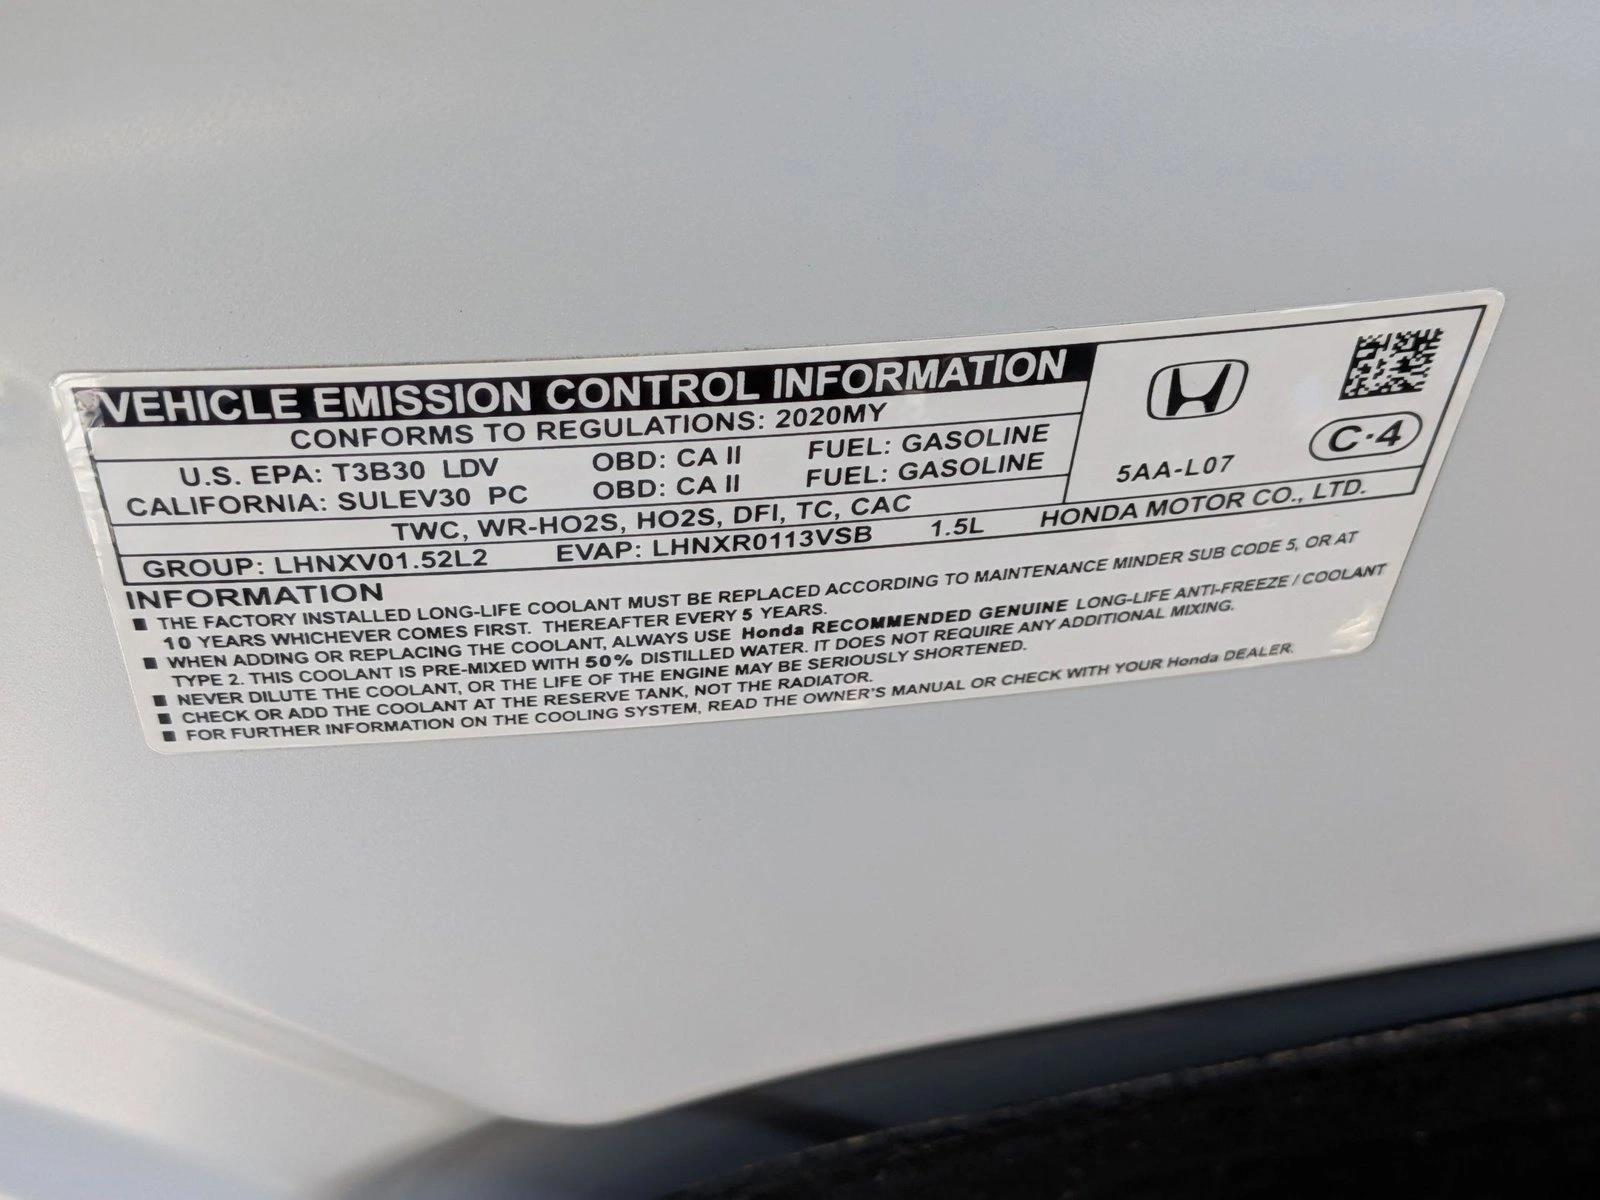 VEHICLE EMISSION CONTROL INFORMATION
CONFORMS TO REGULATIONS: 2020MY
U.S. EPA: T3B30 LDV OBD: CA II FUEL: GASOLINE
CALIFORNIA: SULEV30 PC OBD: CA II FUEL: GASOLINE
5AA-L07
C-4
TWC, WR-HO2S, HO2S, DFI, TC, CAC
GROUP: LHNXV01.52L2 EVAP: LHNXR0113VSB 1.5L HONDA MOTOR CO., LTD.
INFORMATION
■ THE FACTORY INSTALLED LONG-LIFE COOLANT MUST BE REPLACED ACCORDING TO MAINTENANCE MINDER SUB CODE 5, OR AT
10 YEARS WHICHEVER COMES FIRST. THEREAFTER EVERY 5 YEARS.
■ WHEN ADDING OR REPLACING THE COOLANT, ALWAYS USE Honda RECOMMENDED GENUINE LONG-LIFE ANTI-FREEZE / COOLANT
TYPE 2. THIS COOLANT IS PRE-MIXED WITH 50% DISTILLED WATER. IT DOES NOT REQUIRE ANY ADDITIONAL MIXING.
■ NEVER DILUTE THE COOLANT, OR THE LIFE OF THE ENGINE MAY BE SERIOUSLY SHORTENED.
■ CHECK OR ADD THE COOLANT AT THE RESERVE TANK, NOT THE RADIATOR.
■ FOR FURTHER INFORMATION ON THE COOLING SYSTEM, READ THE OWNER'S MANUAL OR CHECK WITH YOUR Honda DEALER.